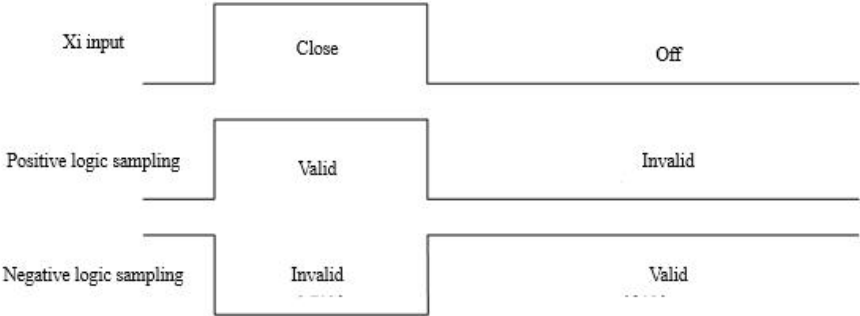 Xi input
Close
Off
Positive logic sampling
Valid
Invalid
Negative logic sampling
Invalid
Valid